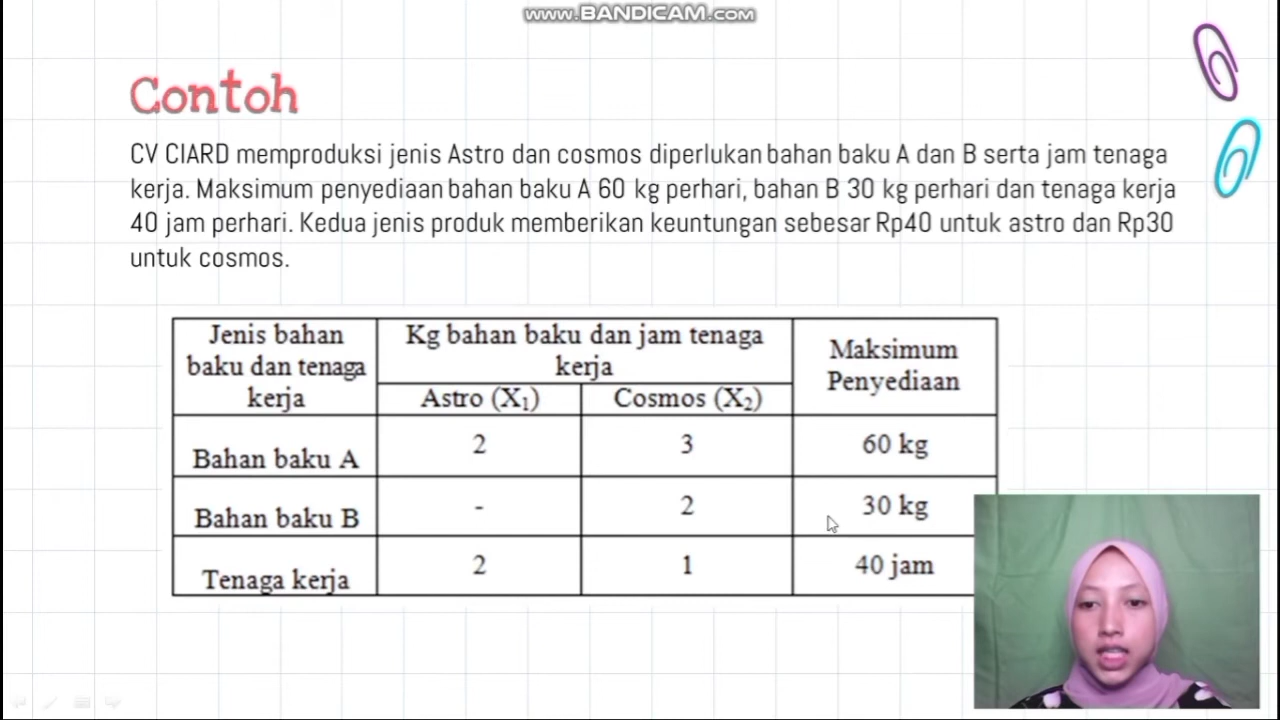 www.BANDICAM.com
Contoh
CV CIARD memproduksi jenis Astro dan cosmos diperlukan bahan baku A dan B serta jam tenaga
kerja. Maksimum penyediaan bahan baku A 60 kg perhari, bahan B 30 kg perhari dan tenaga kerja
40 jam perhari. Kedua jenis produk memberikan keuntungan sebesar Rp40 untuk astro dan Rp30
untuk cosmos.
Jenis bahan
baku dan tenaga
kerja
Kg bahan baku dan jam tenaga
kerja
Maksimum
Penyediaan
Astro (X₁)
Cosmos (X₂)
Bahan baku A
2
3
60 kg
Bahan baku B
-
2
30 kg
Tenaga kerja
2
1
40 jam